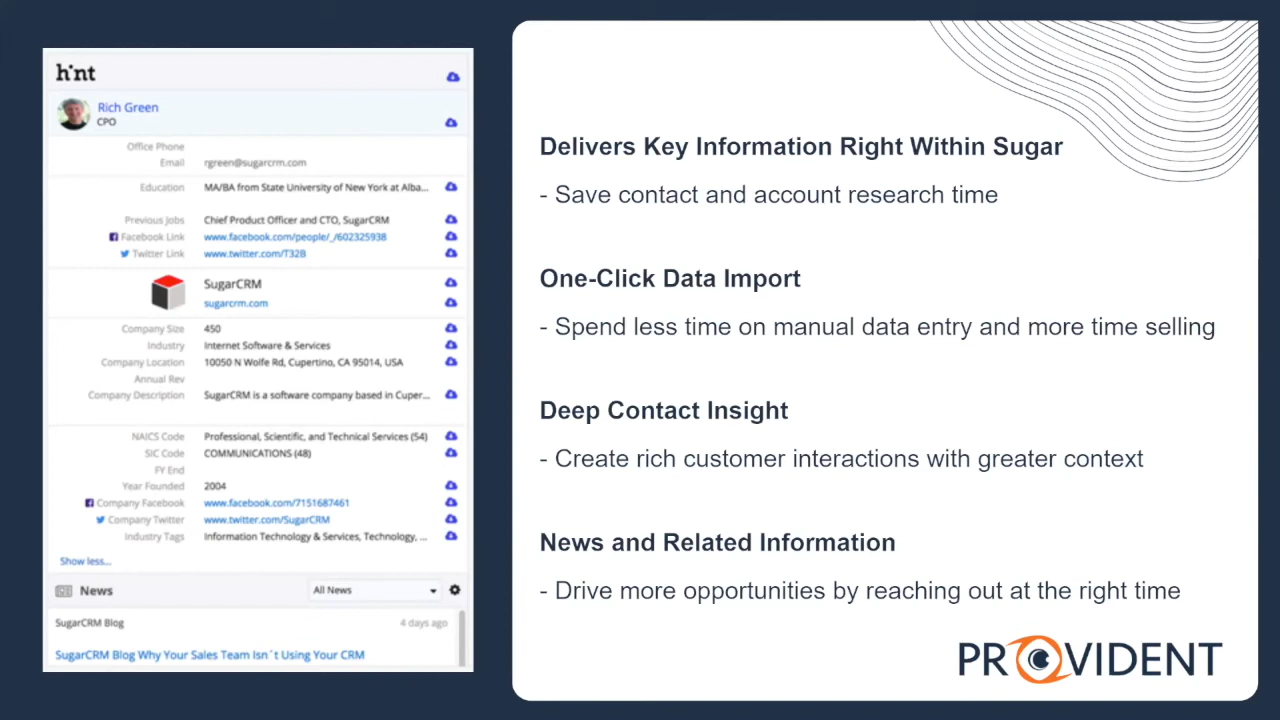 hint
Rich Green
CPO
Office Phone
Email rgreen@sugarcrm.com
Education MA/BA from State University of New York at Alba...
Previous Jobs Chief Product Officer and CTO, SugarCRM
Facebook Link www.facebook.com/people/_/602325938
Twitter Link www.twitter.com/T32B
SugarCRM
sugarcrm.com
Company Size 450
Industry Internet Software & Services
Company Location 10050 N Wolfe Rd, Cupertino, CA 95014, USA
Annual Rev
Company Description SugarCRM is a software company based in Cuper...
NAICS Code Professional, Scientific, and Technical Services (54)
SIC Code COMMUNICATIONS (48)
FY End
Year Founded 2004
Company Facebook www.facebook.com/7151687461
Company Twitter www.twitter.com/SugarCRM
Industry Tags Information Technology & Services, Technology, ...
Show less...
News All News
SugarCRM Blog 4 days ago
SugarCRM Blog Why Your Sales Team Isn´t Using Your CRM
Delivers Key Information Right Within Sugar
- Save contact and account research time
One-Click Data Import
- Spend less time on manual data entry and more time selling
Deep Contact Insight
- Create rich customer interactions with greater context
News and Related Information
- Drive more opportunities by reaching out at the right time
PROVIDENT